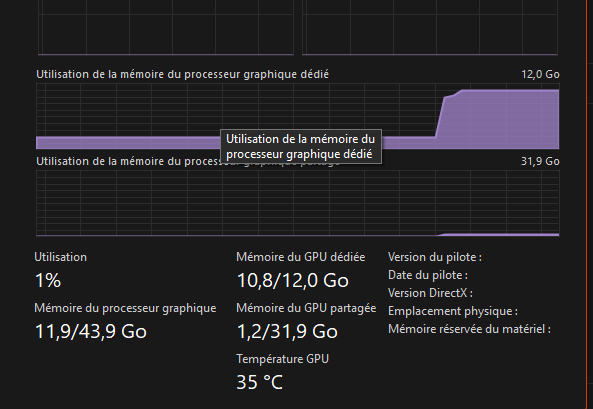 Utilisation de la mémoire du processeur graphique dédié
12,0 Go
Utilisation de la mémoire du
processeur graphique dédié
Utilisation de la mémoire du processeur graphique partagé
31,9 Go
Utilisation
1%
Mémoire du processeur graphique
11,9/43,9 Go
Mémoire du GPU dédiée
10,8/12,0 Go
Mémoire du GPU partagée
1,2/31,9 Go
Température GPU
35 °C
Version du pilote :
Date du pilote :
Version DirectX :
Emplacement physique :
Mémoire réservée du matériel :